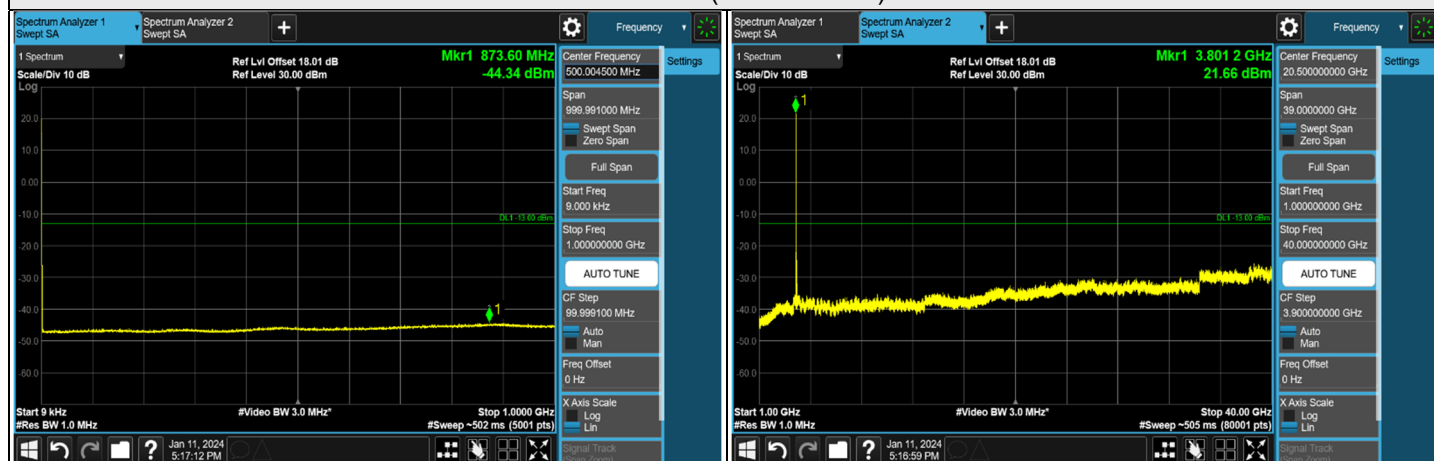 Spectrum Analyzer 1
Swept SA
Spectrum Analyzer 2
Swept SA
+
Frequency
1 Spectrum
Scale/Div 10 dB
Log
Ref Lvl Offset 18.01 dB
Ref Level 30.00 dBm
Mkr1 873.60 MHz
-44.34 dBm
20.0
10.0
0.00
-10.0
-20.0
-30.0
-40.0
-50.0
-60.0
DL1 -13.00 dBm
1
Start 9 kHz
#Res BW 1.0 MHz
#Video BW 3.0 MHz*
Stop 1.0000 GHz
#Sweep ~502 ms (5001 pts)
Center Frequency
500.004500 MHz
Settings
Span
999.991000 MHz
Swept Span
Zero Span
Full Span
Start Freq
9.000 kHz
Stop Freq
1.000000000 GHz
AUTO TUNE
CF Step
99.999100 MHz
Auto
Man
Freq Offset
0 Hz
X Axis Scale
Log
Lin
Signal Track
(Span Zoom)
?
Jan 11, 2024
5:17:12 PM
Spectrum Analyzer 1
Swept SA
Spectrum Analyzer 2
Swept SA
+
Frequency
1 Spectrum
Scale/Div 10 dB
Log
Ref Lvl Offset 18.01 dB
Ref Level 30.00 dBm
Mkr1 3.801 2 GHz
21.66 dBm
20.0
10.0
0.00
-10.0
-20.0
-30.0
-40.0
-50.0
-60.0
DL1 -13.00 dBm
1
Start 1.00 GHz
#Res BW 1.0 MHz
#Video BW 3.0 MHz*
Stop 40.00 GHz
#Sweep ~505 ms (80001 pts)
Center Frequency
20.500000000 GHz
Settings
Span
39.0000000 GHz
Swept Span
Zero Span
Full Span
Start Freq
1.000000000 GHz
Stop Freq
40.000000000 GHz
AUTO TUNE
CF Step
3.900000000 GHz
Auto
Man
Freq Offset
0 Hz
X Axis Scale
Log
Lin
Signal Track
(Span Zoom)
?
Jan 11, 2024
5:16:59 PM